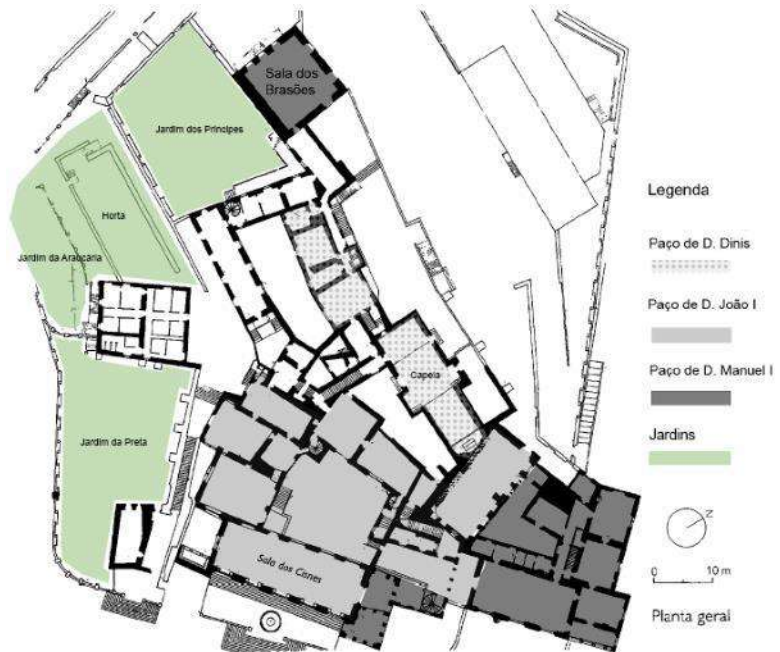 Sala dos
Brasões
Jardim dos Principes
Horta
Jardim da Araucária
Capela
Jardim da Preta
Sala dos Cisnes
Legenda
Paço de D. Dinis
Paço de D. João I
Paço de D. Manuel I
Jardins
N
0 10 m
Planta geral